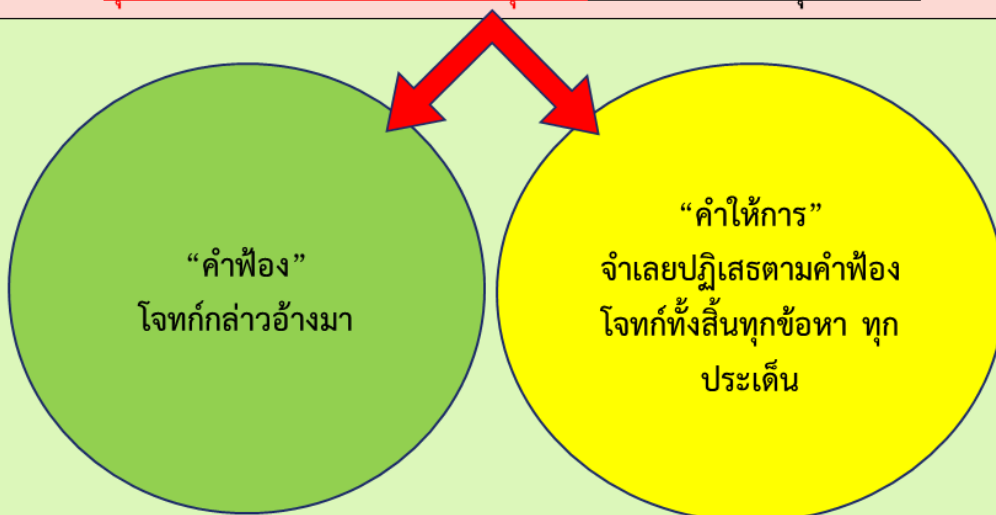 “คำฟ้อง”
โจทก์กล่าวอ้างมา
“คำให้การ”
จำเลยปฏิเสธตามคำฟ้อง
โจทก์ทั้งสิ้นทุกข้อหา ทุก
ประเด็น